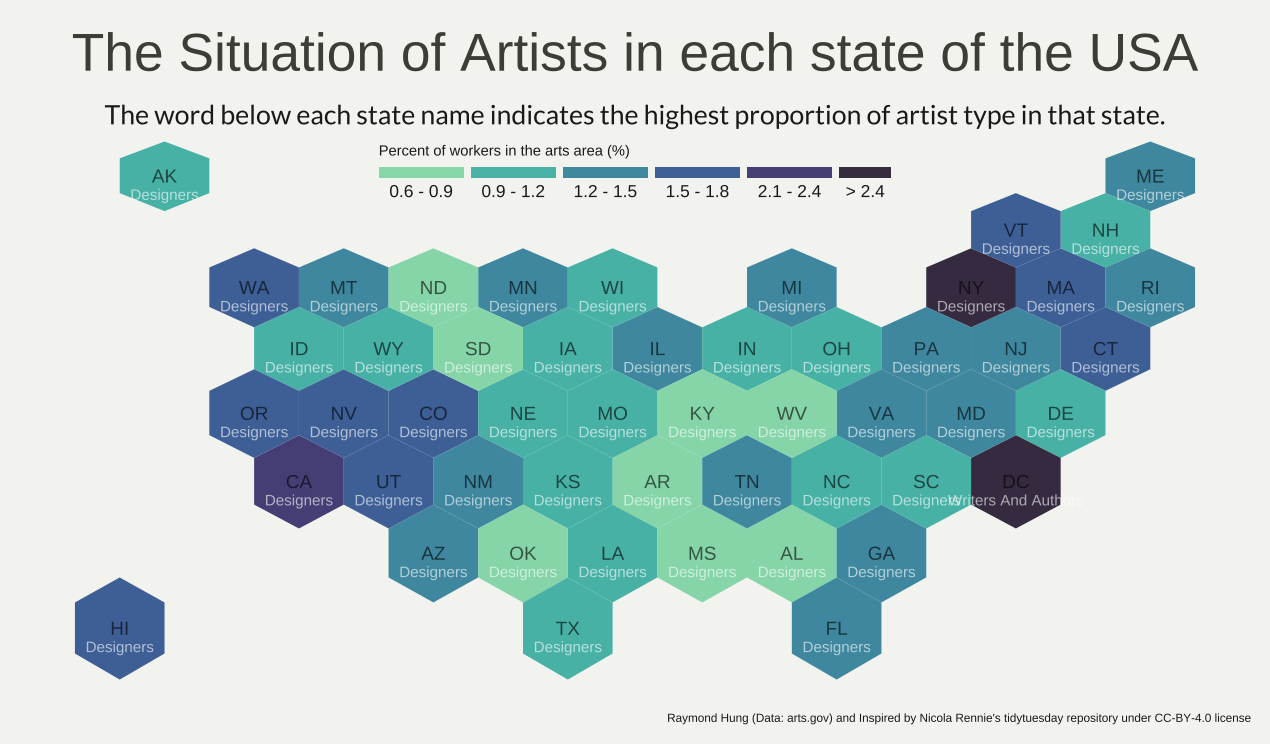 The Situation of Artists in each state of the USA
The word below each state name indicates the highest proportion of artist type in that state.
Percent of workers in the arts area (%)
0.6 - 0.9 0.9 - 1.2 1.2 - 1.5 1.5 - 1.8 2.1 - 2.4 > 2.4
AK ME
Designers Designers
VT NH
Designers Designers
WA MT ND MN WI MI NY MA RI
Designers Designers Designers Designers Designers Designers Designers Designers Designers
ID WY SD IA IL IN OH PA NJ CT
Designers Designers Designers Designers Designers Designers Designers Designers Designers Designers
OR NV CO NE MO KY WV VA MD DE
Designers Designers Designers Designers Designers Designers Designers Designers Designers Designers
CA UT NM KS AR TN NC SC DC
Designers Designers Designers Designers Designers Designers Designers Designers Writers And Authors
AZ OK LA MS AL GA
Designers Designers Designers Designers Designers Designers
HI TX FL
Designers Designers Designers
Raymond Hung (Data: arts.gov) and Inspired by Nicola Rennie's tidytuesday repository under CC-BY-4.0 license